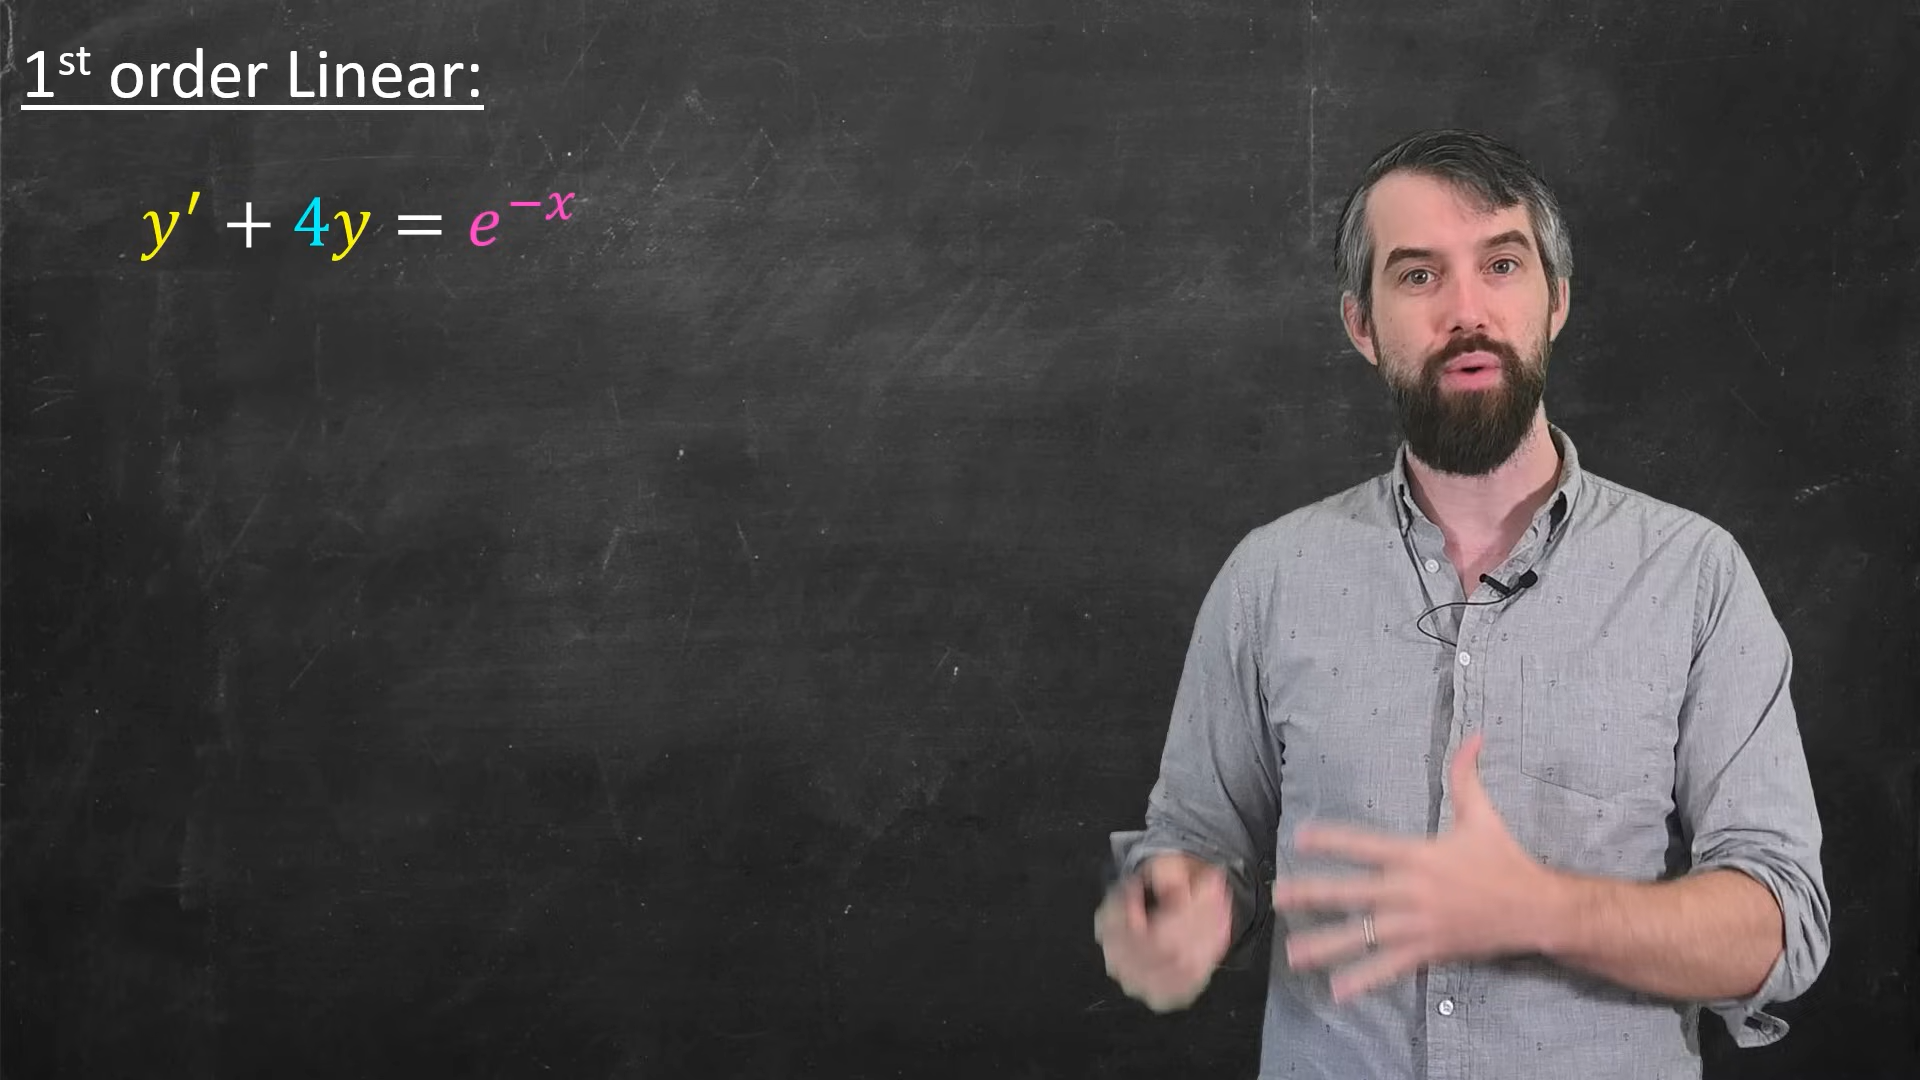 1st order Linear:
y′ + 4y = e^{−x}